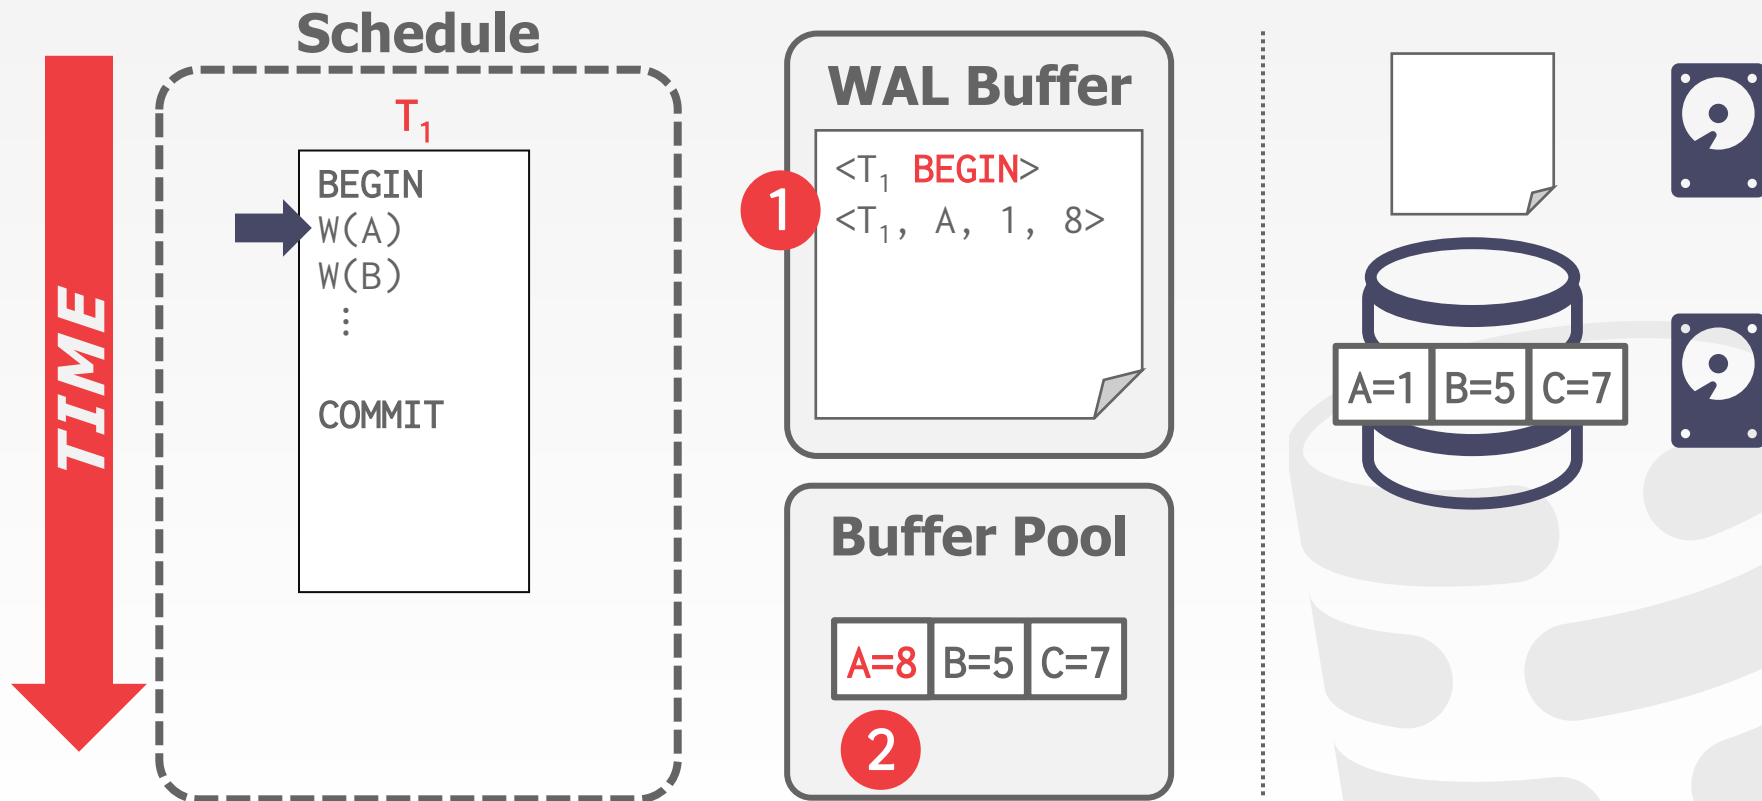 Schedule
TIME
T1
BEGIN
W(A)
W(B)
⋮
COMMIT
WAL Buffer
1
<T1 BEGIN>
<T1, A, 1, 8>
Buffer Pool
A=8 B=5 C=7
2
A=1 B=5 C=7